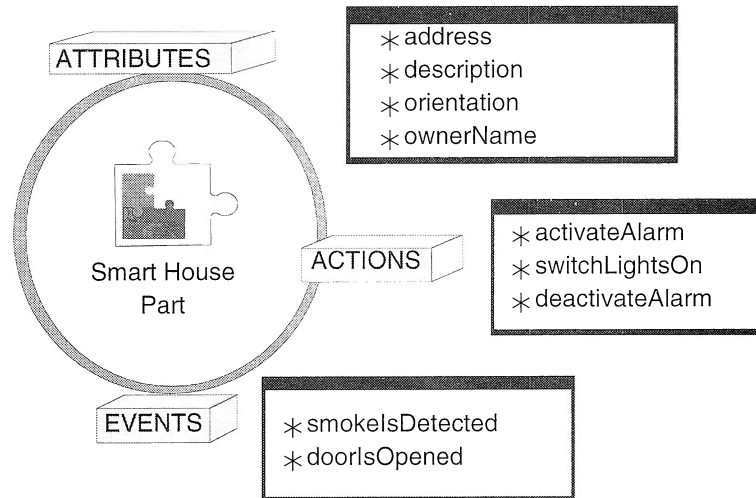 ATTRIBUTES
* address
* description
* orientation
* ownerName
Smart House
Part
ACTIONS
* activateAlarm
* switchLightsOn
* deactivateAlarm
EVENTS
* smokeIsDetected
* doorIsOpened